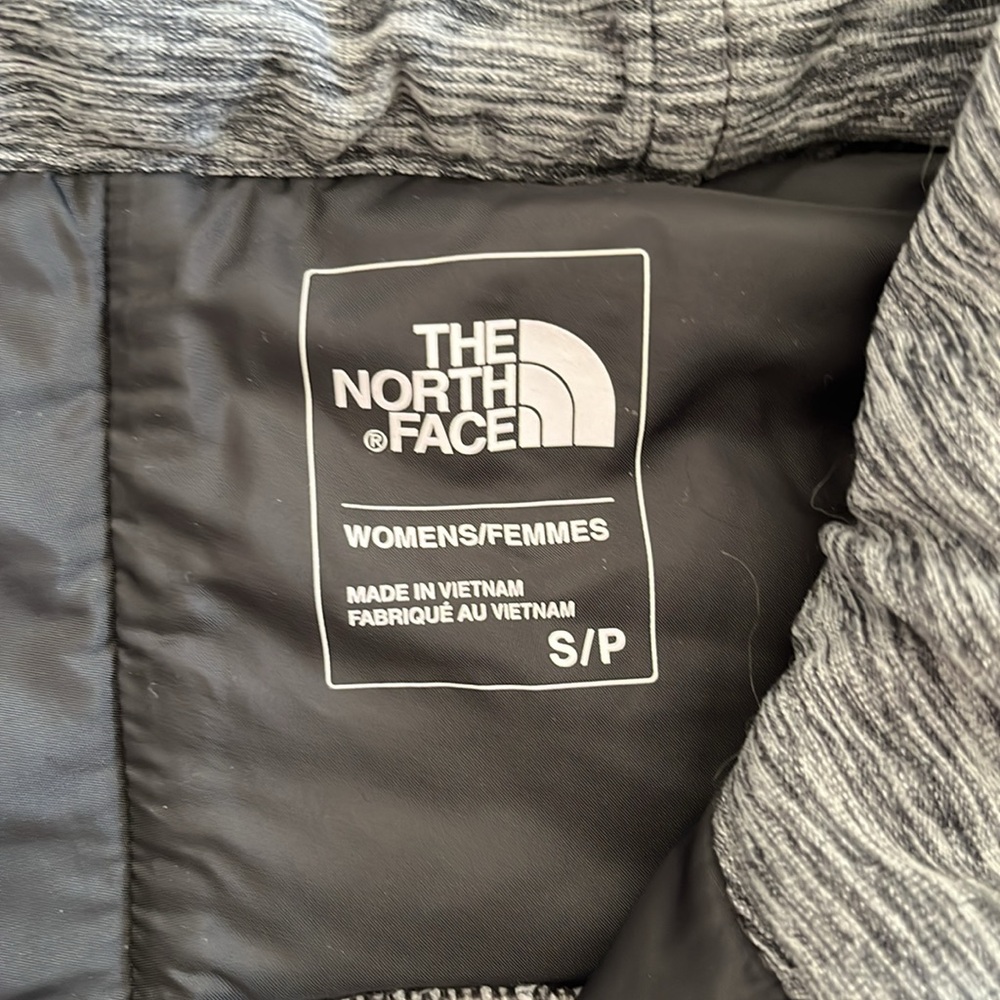 THE
NORTH
®FACE
WOMENS/FEMMES
MADE IN VIETNAM
FABRIQUÉ AU VIETNAM
S/P